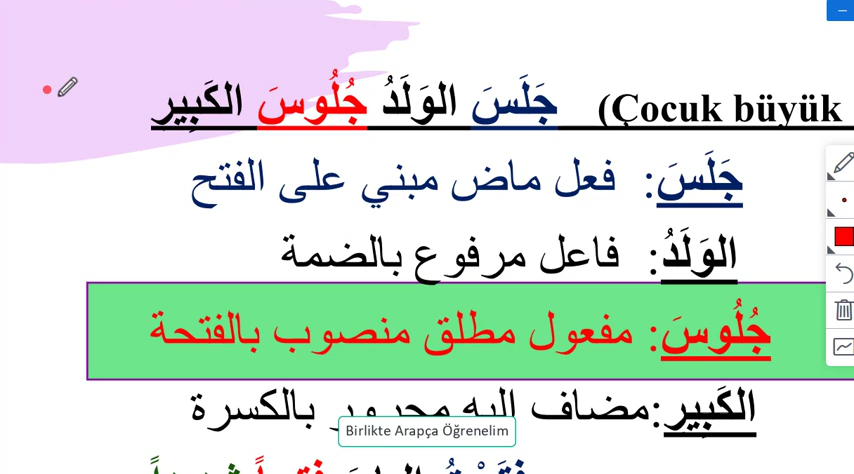 جَلَسَ الوَلَدُ جُلُوسَ الكَبِيرِ (Çocuk büyük
جَلَسَ: فعل ماض مبني على الفتح
الوَلَدُ: فاعل مرفوع بالضمة
جُلُوسَ: مفعول مطلق منصوب بالفتحة
الكَبِيرِ: مضاف إليه مجرور بالكسرة
Birlikte Arapça Öğrenelim